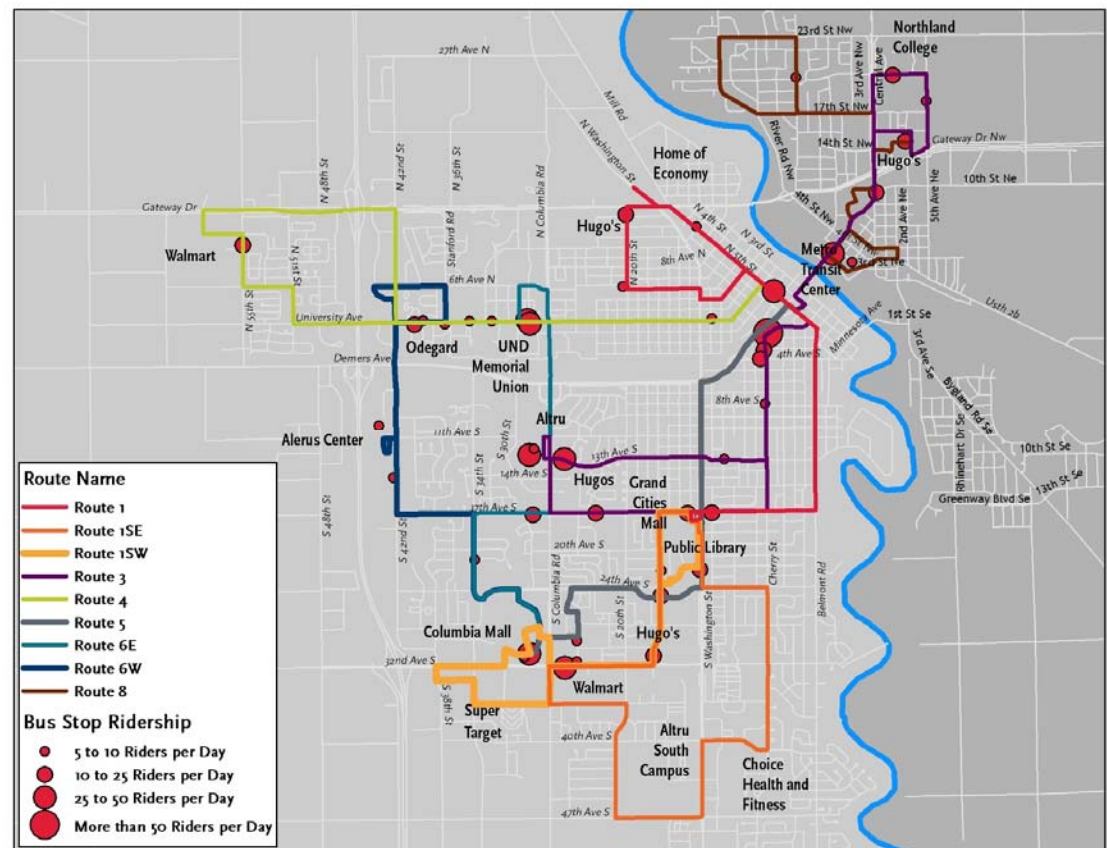 23rd St Nw
Northland
College
27th Ave N
3rd Ave Nw
Central Ave
Mill Rd
17th St Nw
N Washington St
River Rd Nw
14th St Nw
Gateway Dr Nw
Hugo's
Home of
Economy
10th St Ne
N 48th St
N 42nd St
N 36th St
N Columbia Rd
4th St Nw
2nd Ave Ne
5th Ave Ne
Gateway Dr
Stanford Rd
Hugo's
N 4th St
N 3rd St
N 5th St
8th Ave N
N 20th St
Walmart
N 51st St
N 55th St
6th Ave N
Metro
Transit
Center
3rd St Ne
Usth 2b
University Ave
Odegard
UND
Memorial
Union
Minnesota Ave
1st St Se
3rd Ave Se
Bygland Rd Se
4th Ave S
Demers Ave
8th Ave S
Altru
11th Ave S
S 30th St
Alerus Center
13th Ave S
14th Ave S
Hugos
S 34th St
Rhinehart Dr Se
10th St Se
13th St Se
Greenway Blvd Se
Grand
Cities
Mall
17th Ave S
S 48th St
S 42nd St
20th Ave S
Public Library
S Columbia Rd
24th Ave S
S 20th St
S Washington St
Cherry St
Belmont Rd
Columbia Mall
Hugo's
32nd Ave S
S 38th St
Walmart
Super
Target
40th Ave S
Altru
South
Campus
Choice
Health and
Fitness
47th Ave S
Route Name
Route 1
Route 1SE
Route 1SW
Route 3
Route 4
Route 5
Route 6E
Route 6W
Route 8
Bus Stop Ridership
5 to 10 Riders per Day
10 to 25 Riders per Day
25 to 50 Riders per Day
More than 50 Riders per Day